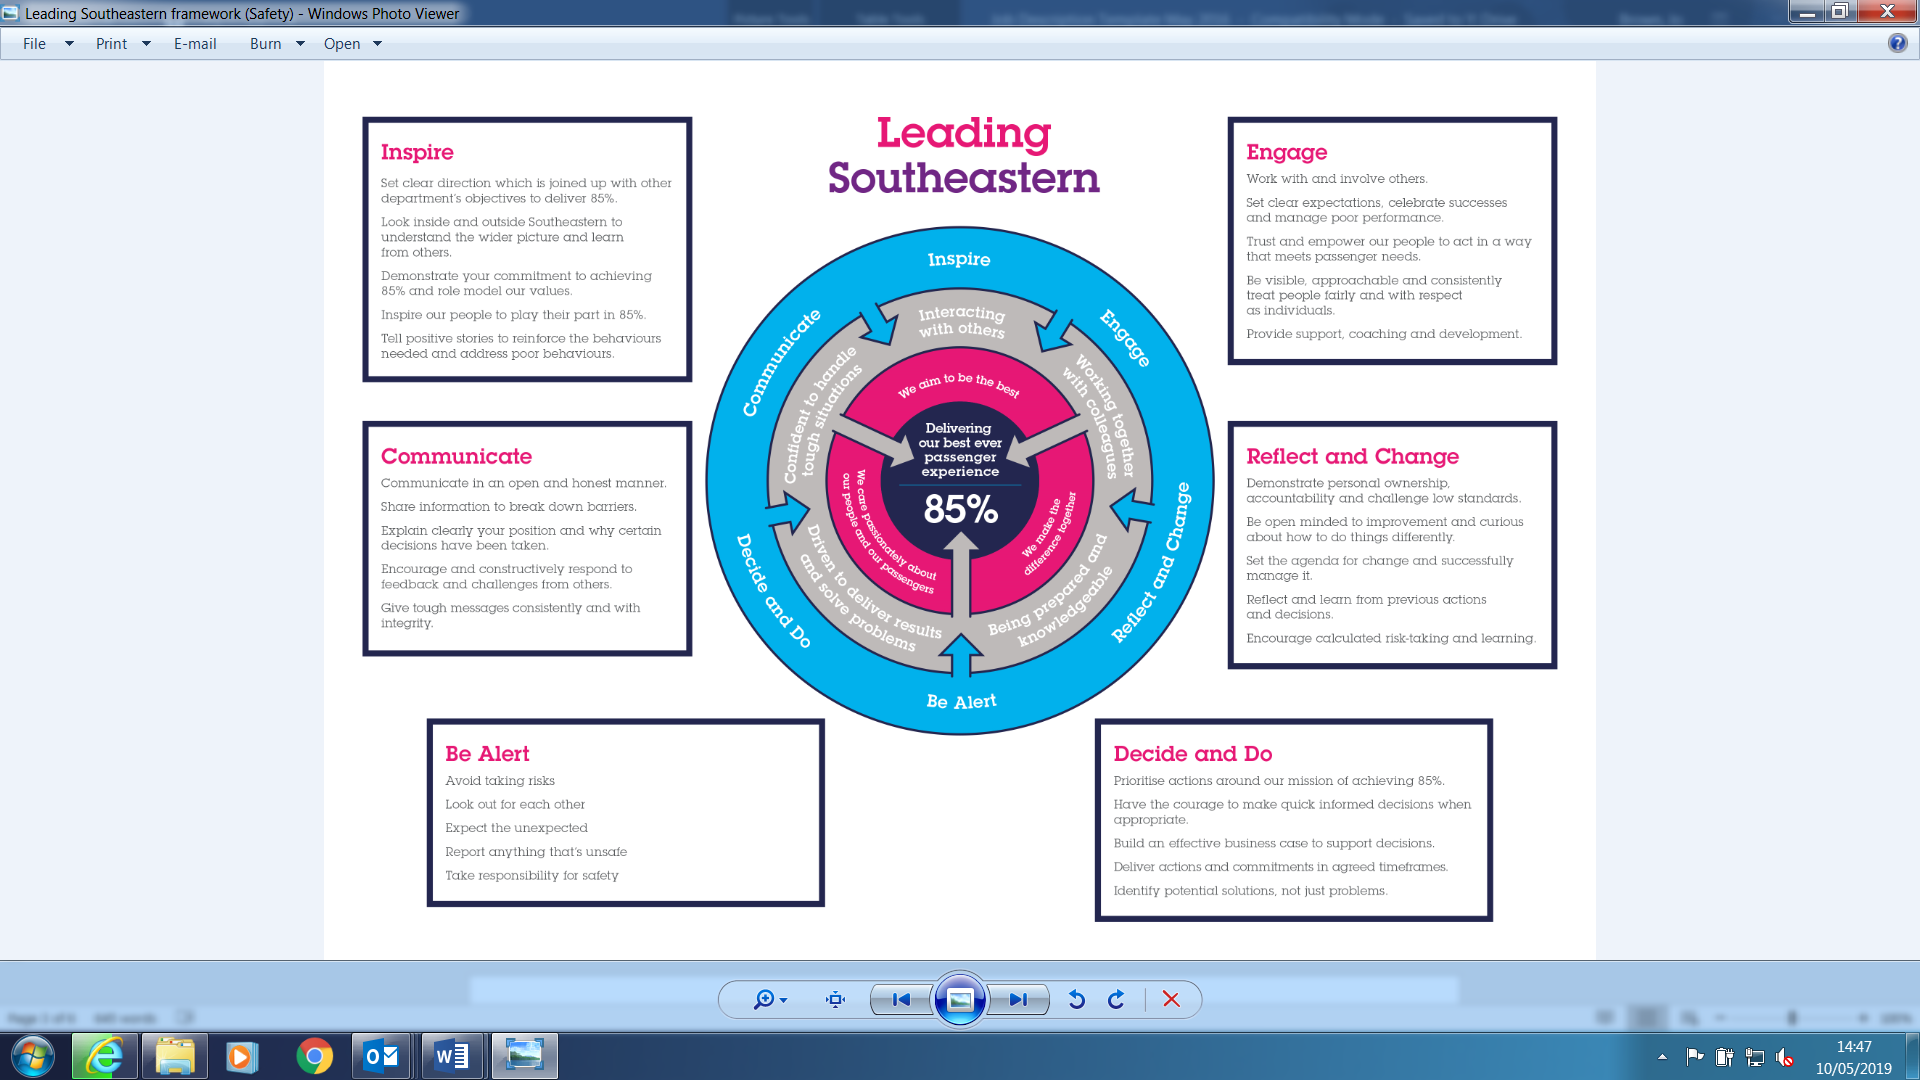 Leading Southeastern framework (Safety) - Windows Photo Viewer
File Print E-mail Burn Open
Leading
Southeastern
Inspire
Set clear direction which is joined up with other
department's objectives to deliver 85%.
Look inside and outside Southeastern to
understand the wider picture and learn
from others.
Demonstrate your commitment to achieving
85% and role model our values.
Inspire our people to play their part in 85%.
Tell positive stories to reinforce the behaviours
needed and address poor behaviours.
Engage
Work with and involve others.
Set clear expectations, celebrate successes
and manage poor performance.
Trust and empower our people to act in a way
that meets passenger needs.
Be visible, approachable and consistently
treat people fairly and with respect
as individuals.
Provide support, coaching and development.
Communicate
Communicate in an open and honest manner.
Share information to break down barriers.
Explain clearly your position and why certain
decisions have been taken.
Encourage and constructively respond to
feedback and challenges from others.
Give tough messages consistently and with
integrity.
Reflect and Change
Demonstrate personal ownership,
accountability and challenge low standards.
Be open minded to improvement and curious
about how to do things differently.
Set the agenda for change and successfully
manage it.
Reflect and learn from previous actions
and decisions.
Encourage calculated risk-taking and learning.
Be Alert
Avoid taking risks
Look out for each other
Expect the unexpected
Report anything that's unsafe
Take responsibility for safety
Decide and Do
Prioritise actions around our mission of achieving 85%.
Have the courage to make quick informed decisions when
appropriate.
Build an effective business case to support decisions.
Deliver actions and commitments in agreed timeframes.
Identify potential solutions, not just problems.
Inspire
Engage
Reflect and Change
Be Alert
Decide and Do
Communicate
Interacting
with others
Working together
with colleagues
Being prepared and
knowledgeable
Driven to deliver results
and solve problems
Confident to handle
tough situations
We aim to be the best
We make the
difference together
We care passionately about
our people and our passengers
Delivering
our best ever
passenger
experience
85%
14:47
10/05/2019